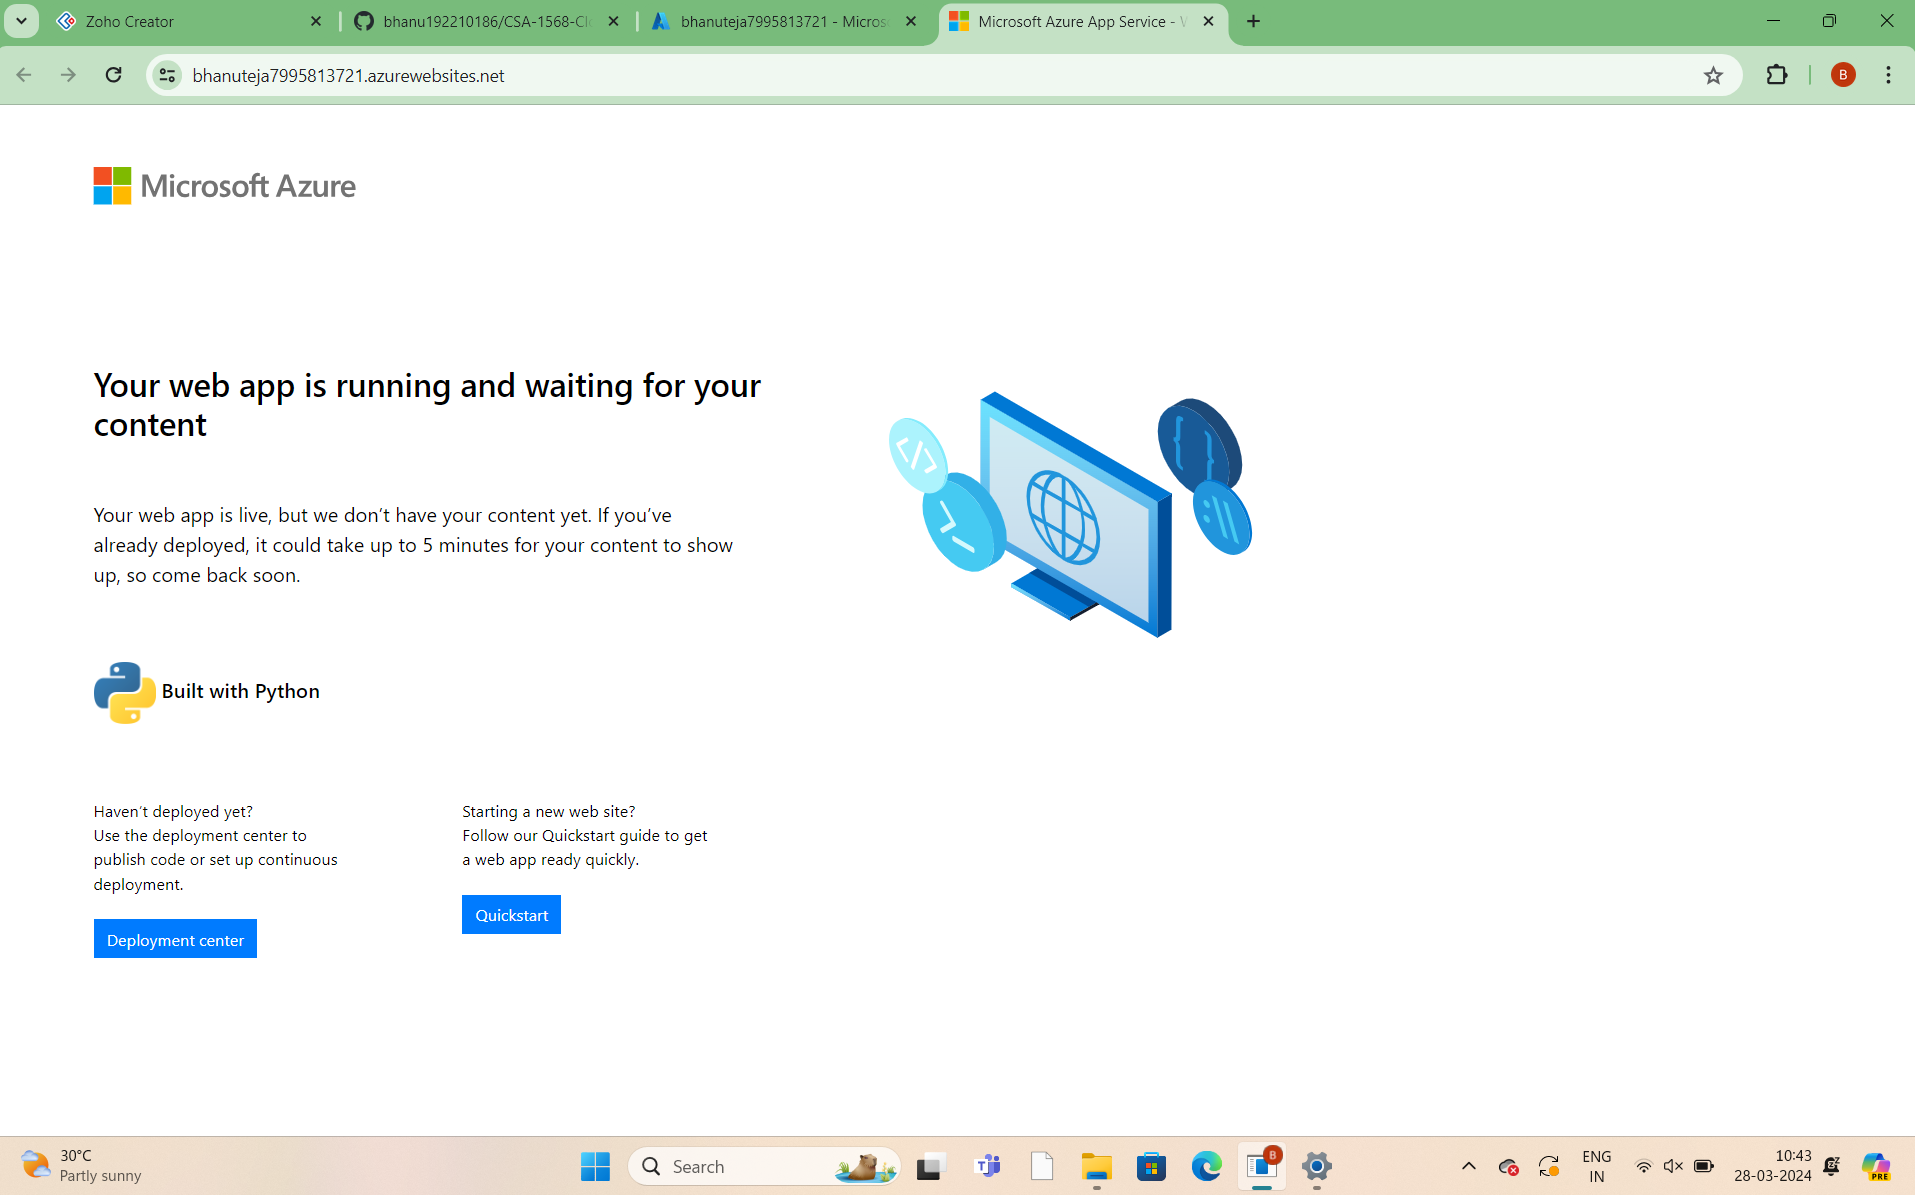 Zoho Creator
bhanu192210186/CSA-1568-Cl
bhanuteja7995813721 - Micros
Microsoft Azure App Service - W
bhanuteja7995813721.azurewebsites.net
B
Microsoft Azure
Your web app is running and waiting for your
content
Your web app is live, but we don’t have your content yet. If you’ve
already deployed, it could take up to 5 minutes for your content to show
up, so come back soon.
Built with Python
Haven’t deployed yet?
Use the deployment center to
publish code or set up continuous
deployment.
Deployment center
Starting a new web site?
Follow our Quickstart guide to get
a web app ready quickly.
Quickstart
30°C
Partly sunny
Search
B
ENG
IN
10:43
28-03-2024
PRE